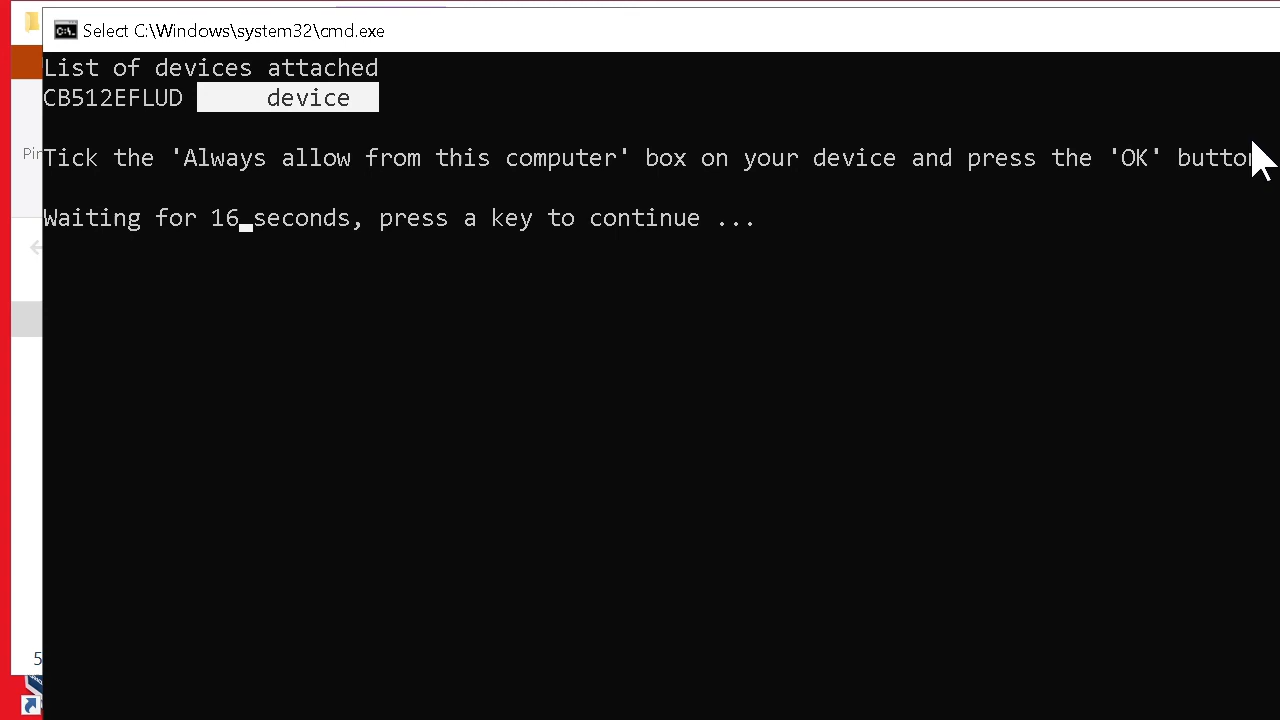 Select C:\Windows\system32\cmd.exe
List of devices attached
CB512EFLUD device
Tick the 'Always allow from this computer' box on your device and press the 'OK' button
Waiting for 16 seconds, press a key to continue ...
5